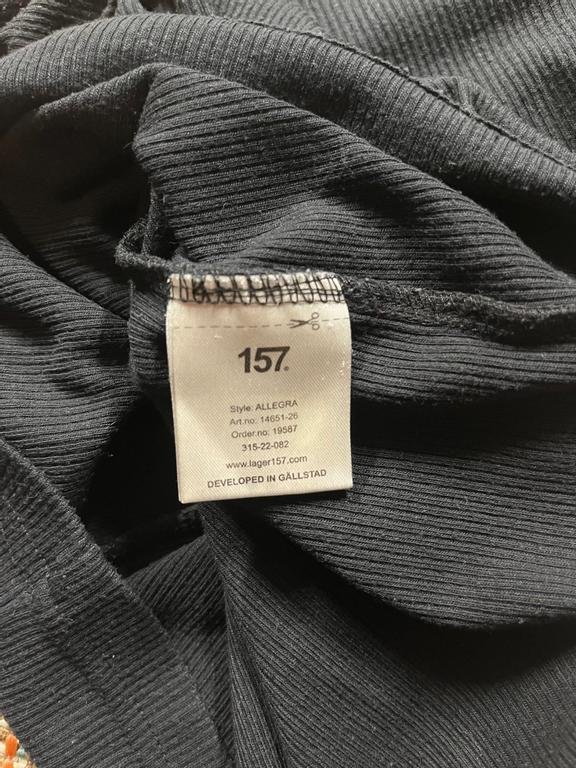 157.
Style: ALLEGRA
Art.no: 14651-26
Order.no: 19587
315-22-082
www.lager157.com
DEVELOPED IN GÄLLSTAD